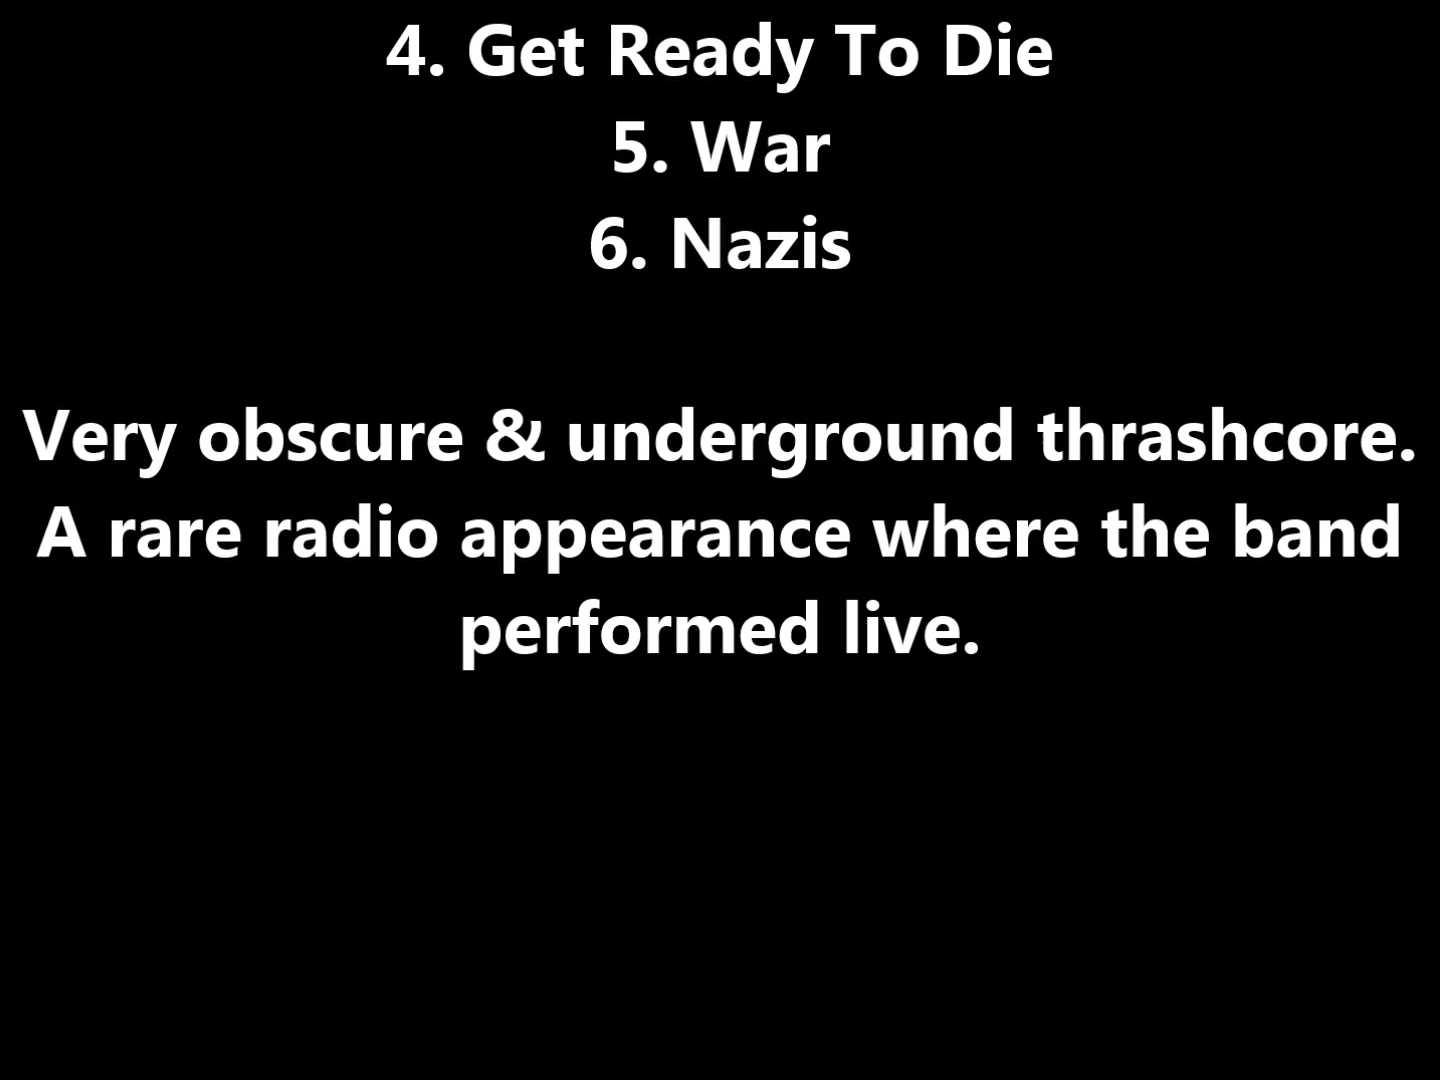 4. Get Ready To Die
5. War
6. Nazis
Very obscure & underground thrashcore.
A rare radio appearance where the band
performed live.